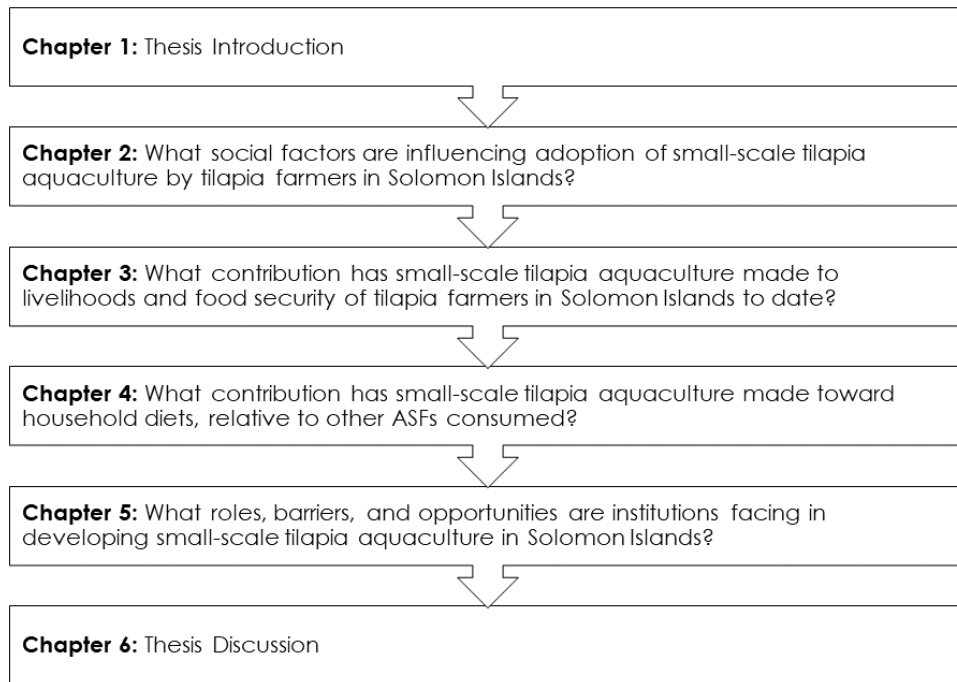 Chapter 1: Thesis Introduction
Chapter 2: What social factors are influencing adoption of small-scale tilapia
aquaculture by tilapia farmers in Solomon Islands?
Chapter 3: What contribution has small-scale tilapia aquaculture made to
livelihoods and food security of tilapia farmers in Solomon Islands to date?
Chapter 4: What contribution has small-scale tilapia aquaculture made toward
household diets, relative to other ASFs consumed?
Chapter 5: What roles, barriers, and opportunities are institutions facing in
developing small-scale tilapia aquaculture in Solomon Islands?
Chapter 6: Thesis Discussion